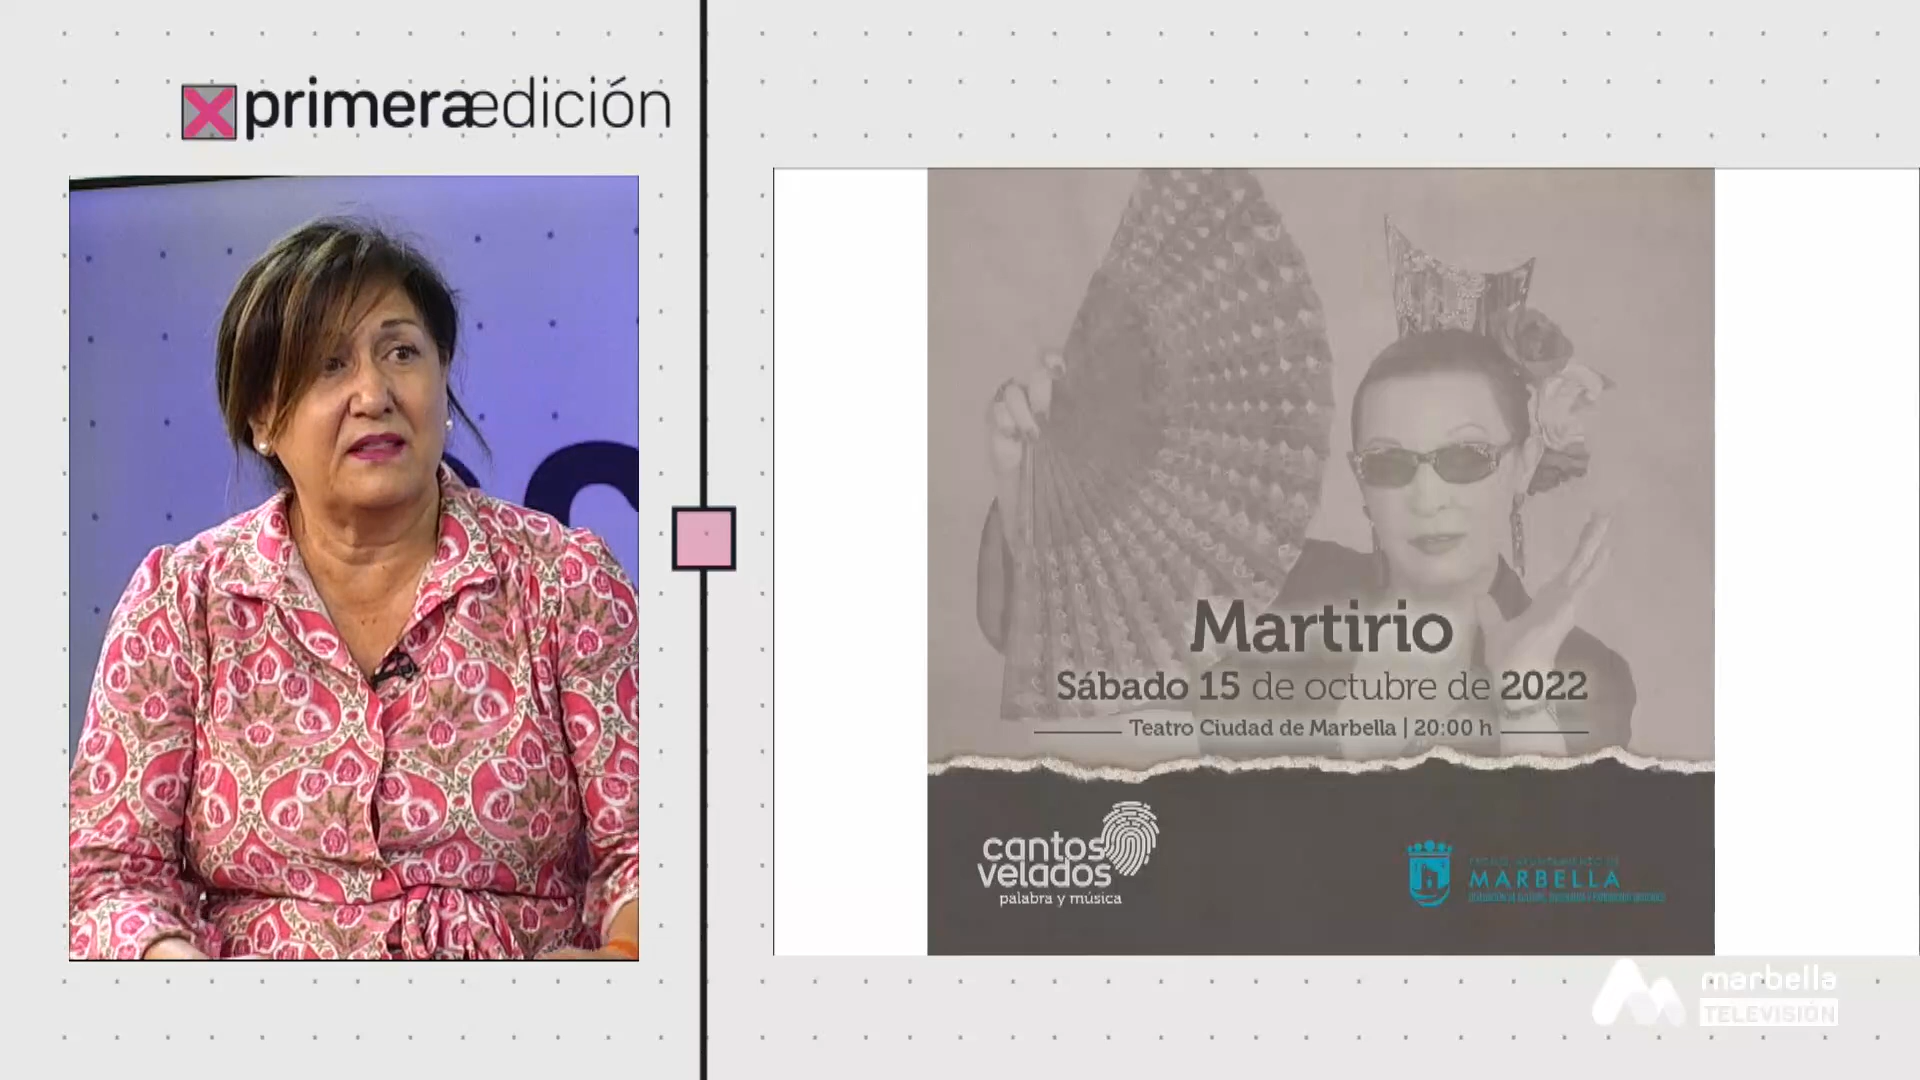 primeraedición
Martirio
Sábado 15 de octubre de 2022
Teatro Ciudad de Marbella | 20:00 h
cantos
velados
palabra y música
MARBELLA
marbella
TELEVISIÓN